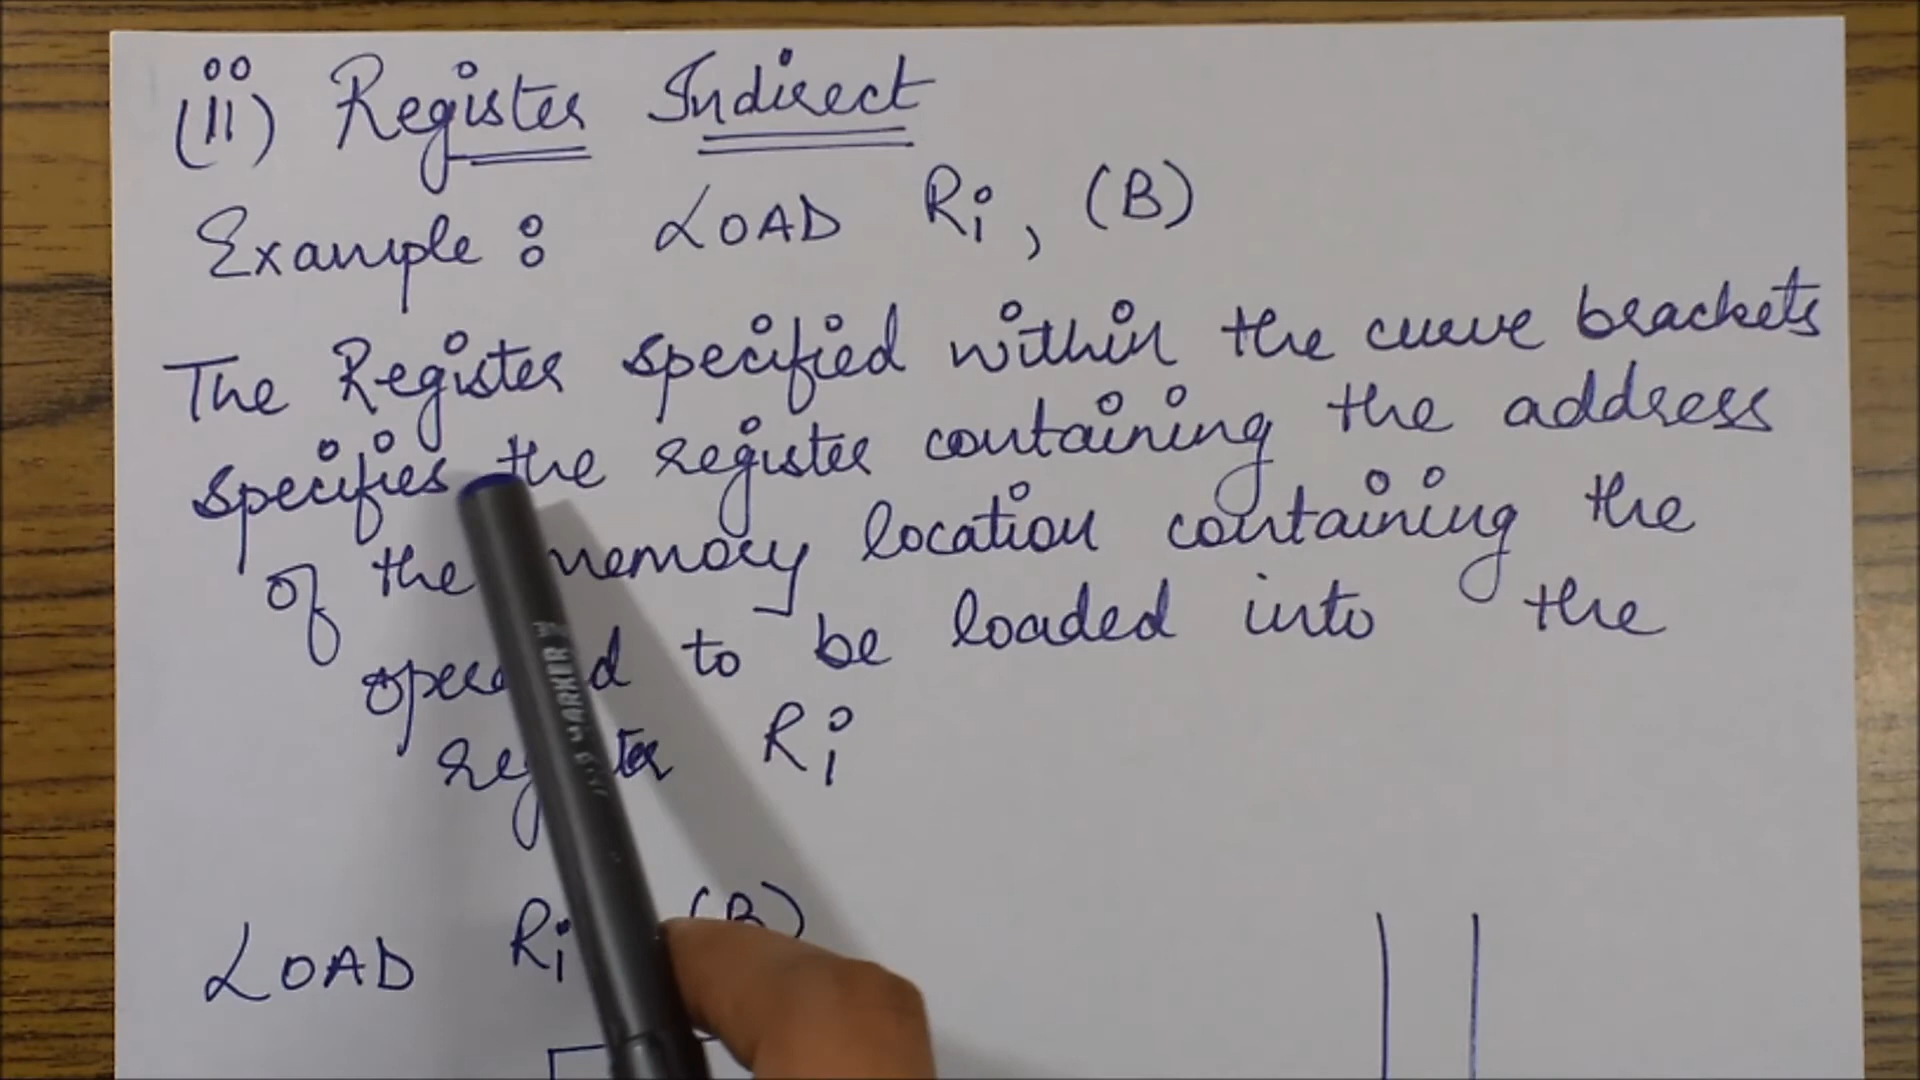 (ii) Register Indirect
Example : LOAD Ri, (B)
The Register specified within the curve brackets
specifies the register containing the address
of the memory location containing the
to be loaded into the
Ri
LOAD Ri (B)
PARKER